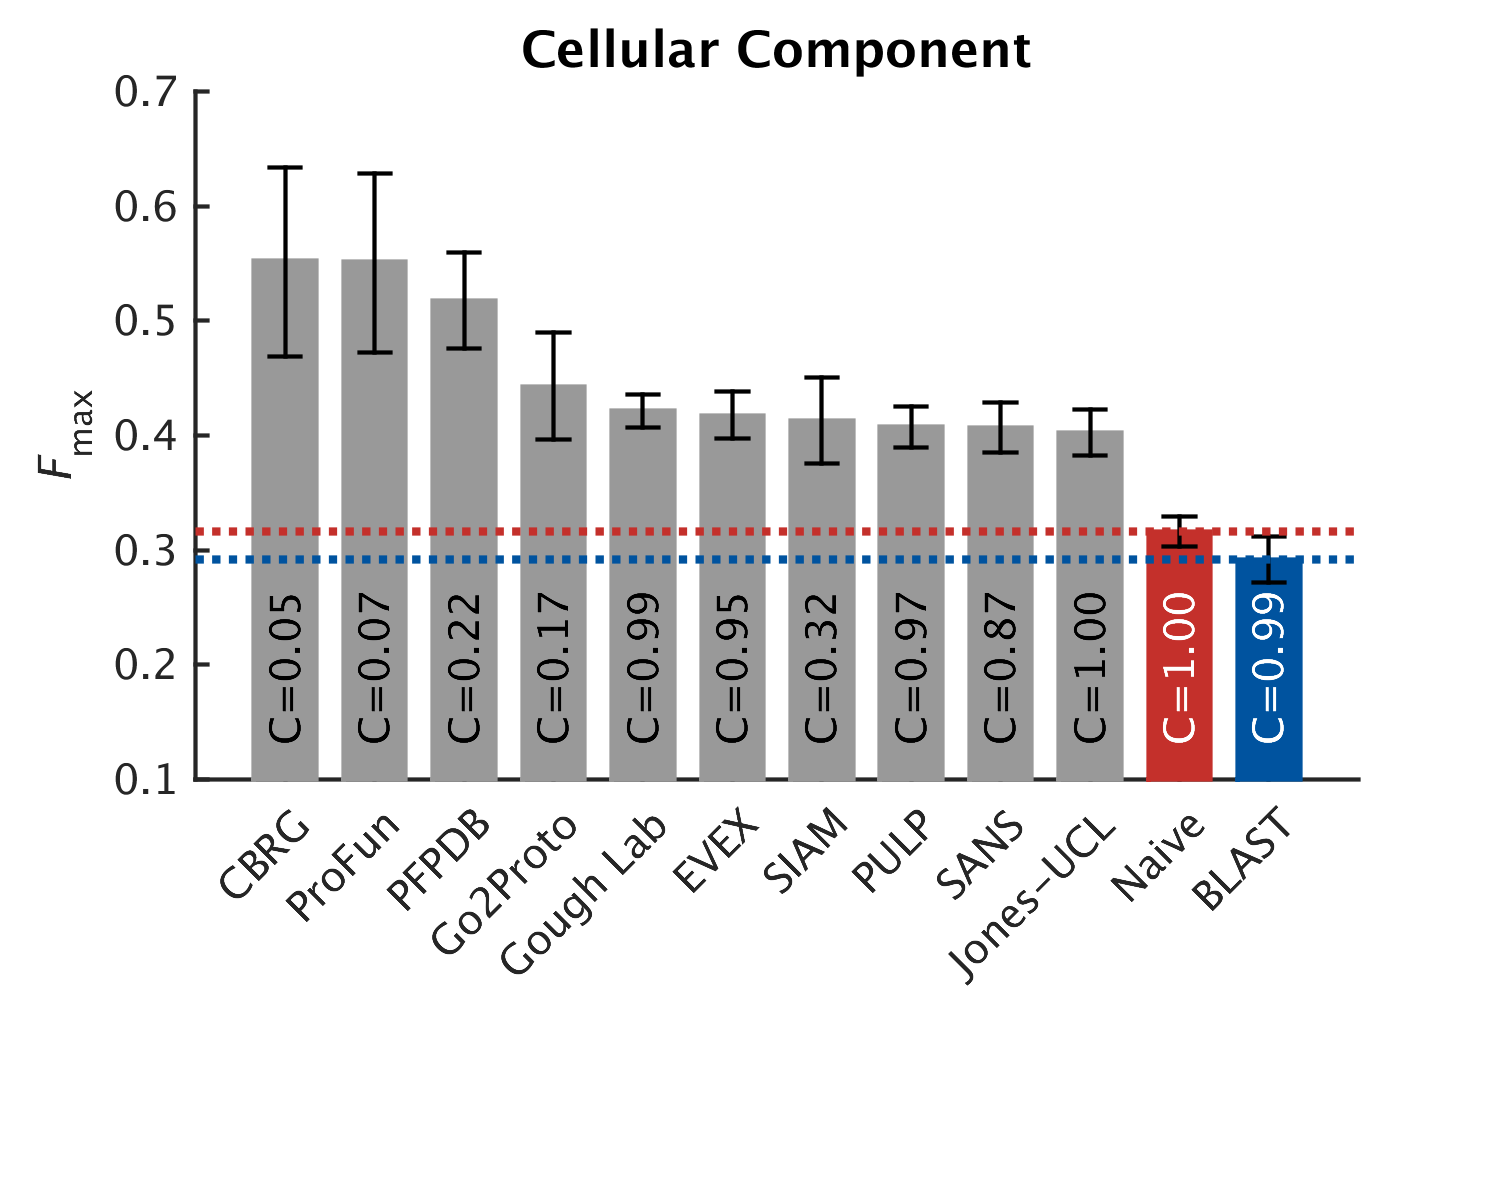 Cellular Component
0.7
0.6
0.5
0.4
0.3
0.2
0.1
Fmax
C=0.05
C=0.07
C=0.22
C=0.17
C=0.99
C=0.95
C=0.32
C=0.97
C=0.87
C=1.00
C=1.00
C=0.99
CBRG
ProFun
PFPDB
Go2Proto
Gough Lab
EVEX
SIAM
PULP
SANS
Jones-UCL
Naive
BLAST